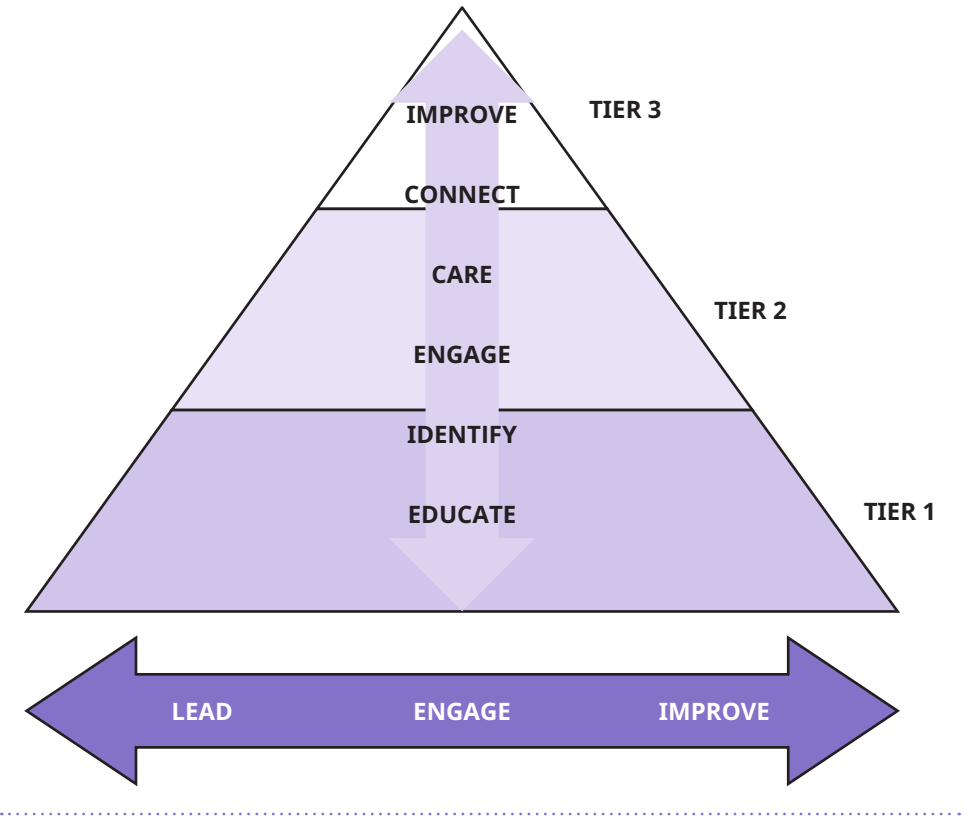 IMPROVE
TIER 3
CONNECT
CARE
TIER 2
ENGAGE
IDENTIFY
EDUCATE
TIER 1
LEAD ENGAGE IMPROVE